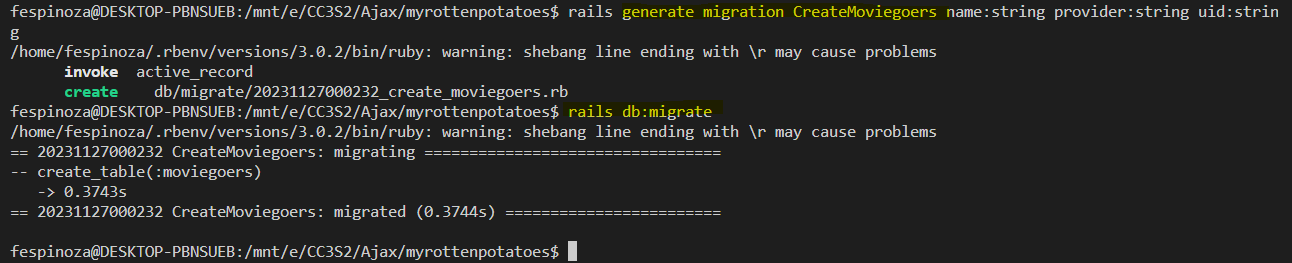 fespinoza@DESKTOP-PBNSUEB:/mnt/e/CC3S2/Ajax/myrottenpotatoes$ rails generate migration CreateMoviegoers name:string provider:string uid:strin
g
/home/fespinoza/.rbenv/versions/3.0.2/bin/ruby: warning: shebang line ending with \r may cause problems
      invoke  active_record
      create    db/migrate/20231127000232_create_moviegoers.rb
fespinoza@DESKTOP-PBNSUEB:/mnt/e/CC3S2/Ajax/myrottenpotatoes$ rails db:migrate
/home/fespinoza/.rbenv/versions/3.0.2/bin/ruby: warning: shebang line ending with \r may cause problems
== 20231127000232 CreateMoviegoers: migrating =================================
-- create_table(:moviegoers)
   -> 0.3743s
== 20231127000232 CreateMoviegoers: migrated (0.3744s) ========================
fespinoza@DESKTOP-PBNSUEB:/mnt/e/CC3S2/Ajax/myrottenpotatoes$